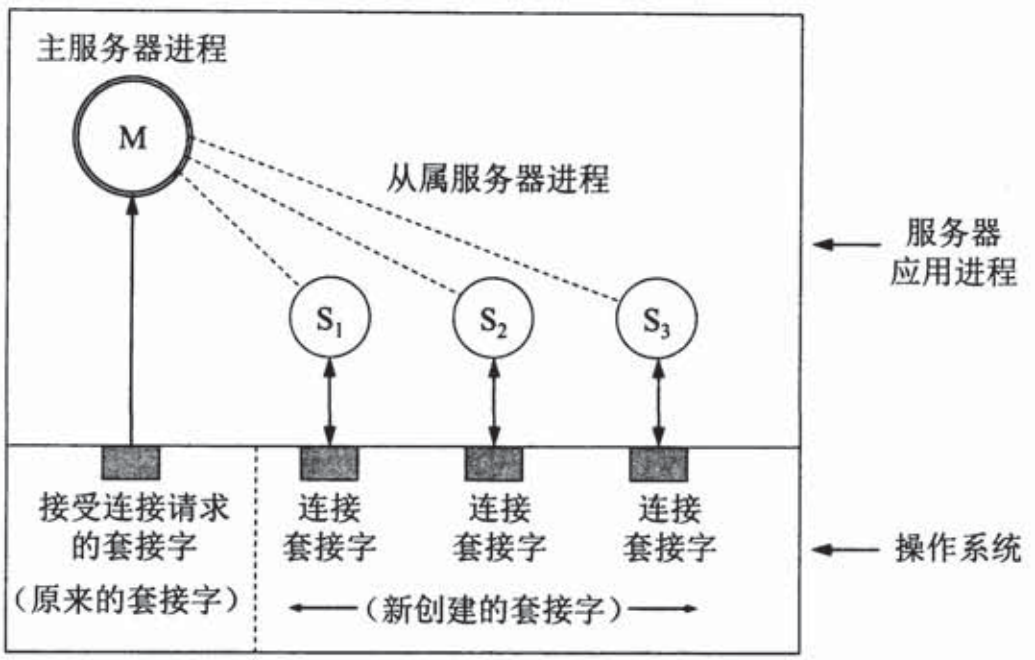 主服务器进程
M
从属服务器进程
服务器
应用进程
S₁
S₂
S₃
接受连接请求
的套接字
(原来的套接字)
连接
套接字
连接
套接字
连接
套接字
(新创建的套接字)
操作系统